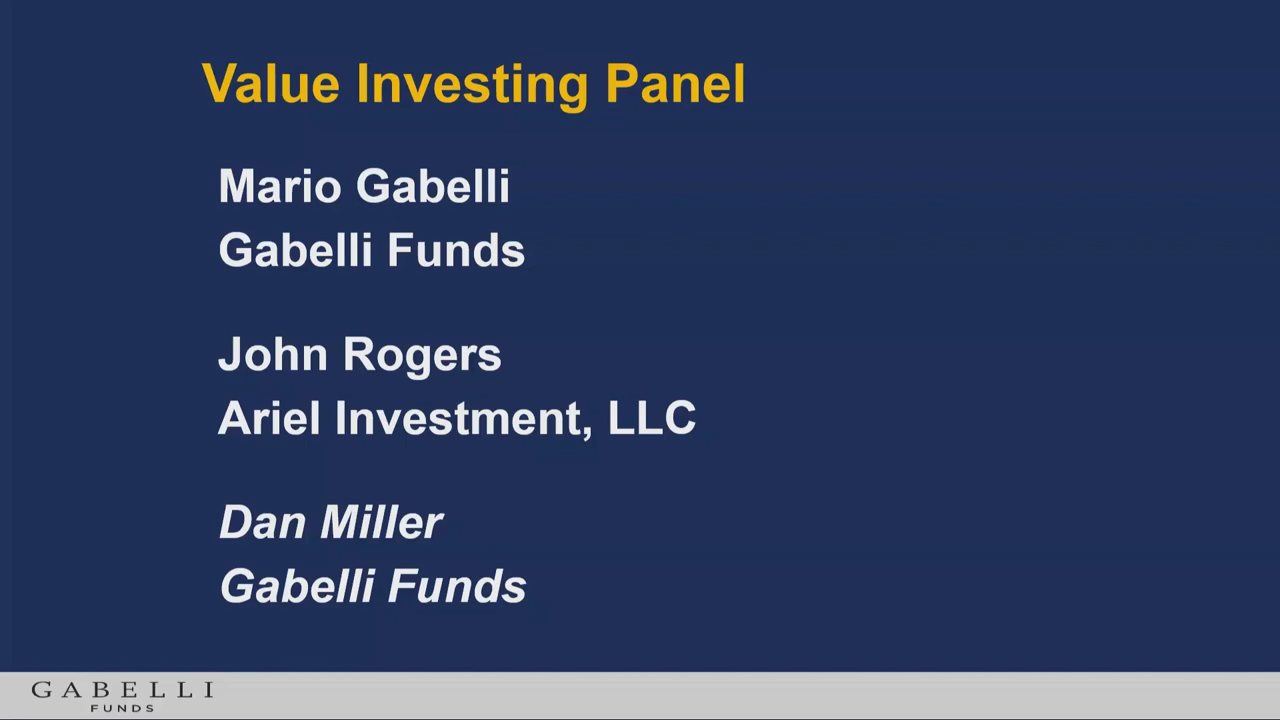 Value Investing Panel
Mario Gabelli
Gabelli Funds
John Rogers
Ariel Investment, LLC
Dan Miller
Gabelli Funds
GABELLI
FUNDS